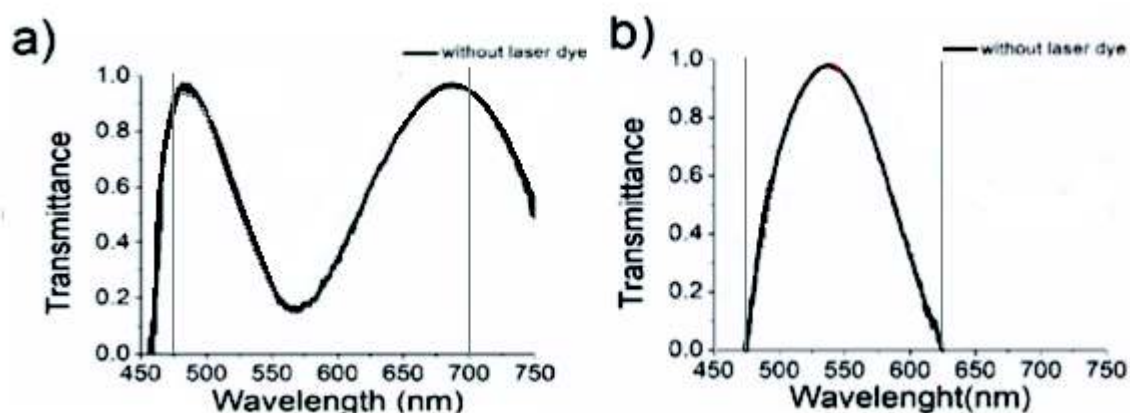 a)
without laser dye
1.0
0.8
0.6
0.4
0.2
0.0
Transmittance
450 500 550 600 650 700 750
Wavelength (nm)
b)
without laser dye
1.0
0.8
0.6
0.4
0.2
0.0
Transmittance
450 500 550 600 650 700 750
Wavelenght(nm)